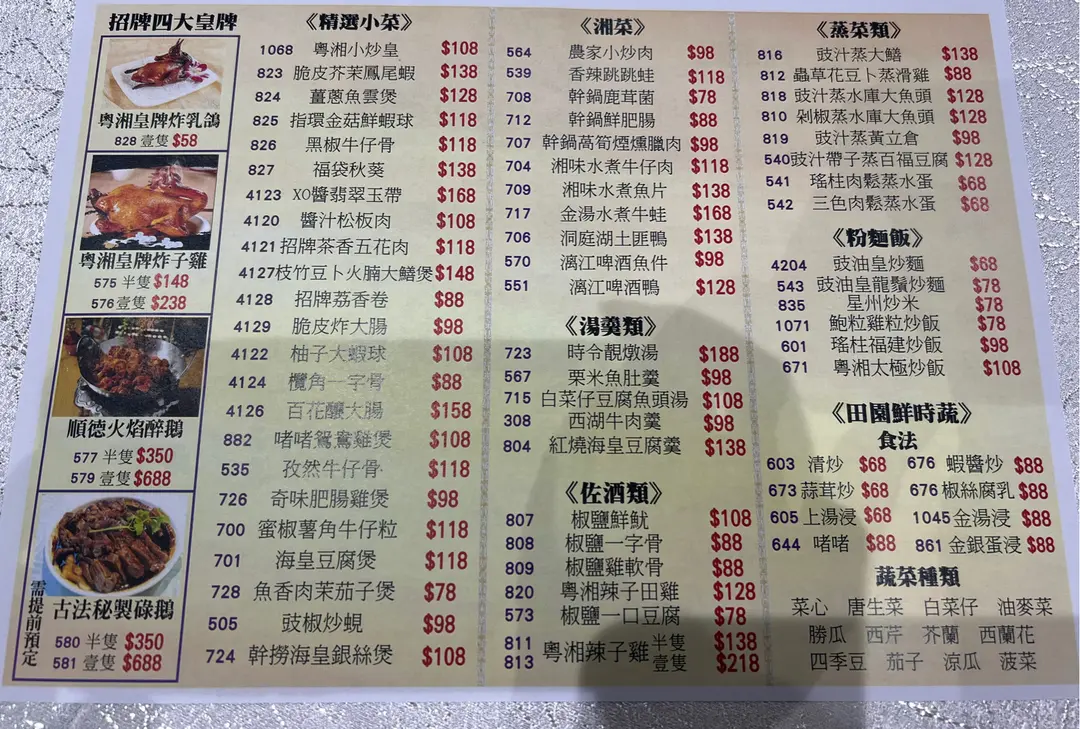 招牌四大皇牌
粵湘皇牌炸乳鴿
828 壹隻 $58
粵湘皇牌炸子雞
575 半隻 $148
576 壹隻 $238
順德火焰醉鵝
577 半隻 $350
579 壹隻 $688
古法秘製碌鵝
580 半隻 $350
581 壹隻 $688
需提前預定
《精選小菜》
1068 粵湘小炒皇 $108
823 脆皮芥茉鳳尾蝦 $138
824 薑蔥魚雲煲 $128
825 指環金菇鮮蝦球 $118
826 黑椒牛仔骨 $118
827 福袋秋葵 $138
4123 XO醬翡翠玉帶 $168
4120 醬汁松板肉 $108
4121 招牌茶香五花肉 $118
4127 枝竹豆卜火腩大鱔煲 $148
4128 招牌荔香卷 $88
4129 脆皮炸大腸 $98
4122 柚子大蝦球 $108
4124 欖角一字骨 $88
4126 百花釀大腸 $158
882 啫啫鴛鴦雞煲 $108
535 孜然牛仔骨 $118
726 奇味肥腸雞煲 $98
700 蜜椒薯角牛仔粒 $118
701 海皇豆腐煲 $118
728 魚香肉茉茄子煲 $78
505 豉椒炒蜆 $98
724 幹撈海皇銀絲煲 $108
《湘菜》
564 農家小炒肉 $98
539 香辣跳跳蛙 $118
708 幹鍋鹿茸菌 $78
712 幹鍋鮮肥腸 $88
707 幹鍋萵筍煙燻臘肉 $98
704 湘味水煮牛仔肉 $118
709 湘味水煮魚片 $138
717 金湯水煮牛蛙 $168
706 洞庭湖土匪鴨 $138
570 漓江啤酒魚件 $98
551 漓江啤酒鴨 $128
《湯羹類》
723 時令靚燉湯 $188
567 栗米魚肚羹 $98
715 白菜仔豆腐魚頭湯 $108
308 西湖牛肉羹 $98
804 紅燒海皇豆腐羹 $138
《佐酒類》
807 椒鹽鮮魷 $108
808 椒鹽一字骨 $88
809 椒鹽雞軟骨 $88
820 粵湘辣子田雞 $128
573 椒鹽一口豆腐 $78
811 粵湘辣子雞 半隻 $138
813 壹隻 $218
《蒸菜類》
816 豉汁蒸大鱔 $138
812 蟲草花豆卜蒸滑雞 $88
818 豉汁蒸水庫大魚頭 $128
810 剁椒蒸水庫大魚頭 $128
819 豉汁蒸黃立倉 $98
540 豉汁帶子蒸百福豆腐 $128
541 瑤柱肉鬆蒸水蛋 $68
542 三色肉鬆蒸水蛋 $68
《粉麵飯》
4204 豉油皇炒麵 $68
543 豉油皇龍鬚炒麵 $78
835 星州炒米 $78
1071 鮑粒雞粒炒飯 $78
601 瑤柱福建炒飯 $98
671 粵湘太極炒飯 $108
《田園鮮時蔬》
食法
603 清炒 $68 676 蝦醬炒 $88
673 蒜茸炒 $68 676 椒絲腐乳 $88
605 上湯浸 $68 1045 金湯浸 $88
644 啫啫 $88 861 金銀蛋浸 $88
蔬菜種類
菜心 唐生菜 白菜仔 油麥菜
勝瓜 西芹 芥蘭 西蘭花
四季豆 茄子 涼瓜 菠菜